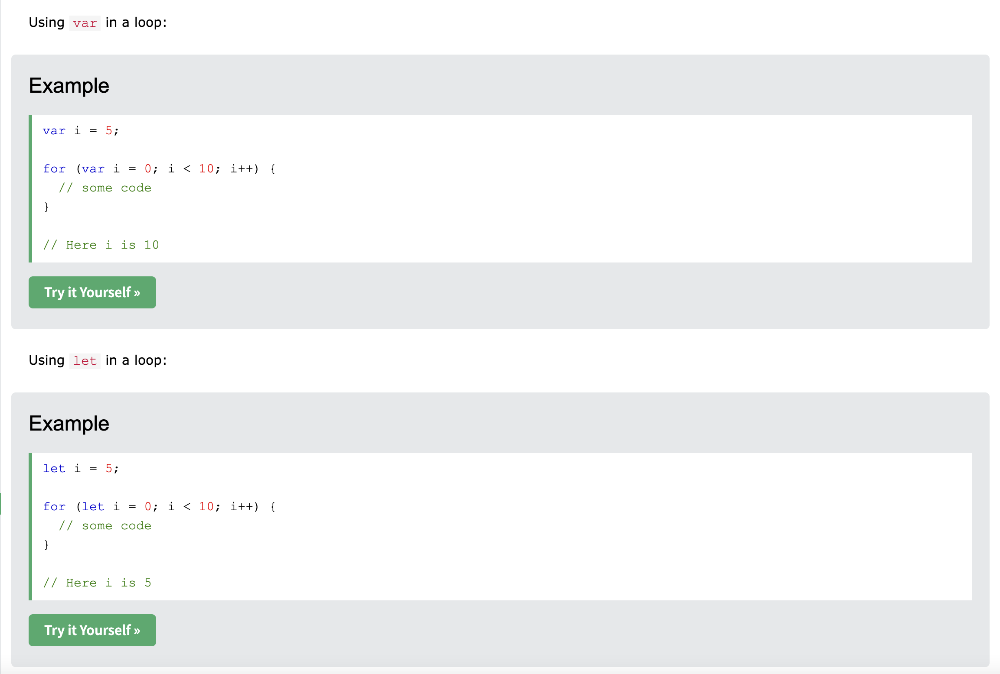 Using var in a loop:
Example
var i = 5;
for (var i = 0; i < 10; i++) {
  // some code
}
// Here i is 10
Try it Yourself »
Using let in a loop:
Example
let i = 5;
for (let i = 0; i < 10; i++) {
  // some code
}
// Here i is 5
Try it Yourself »